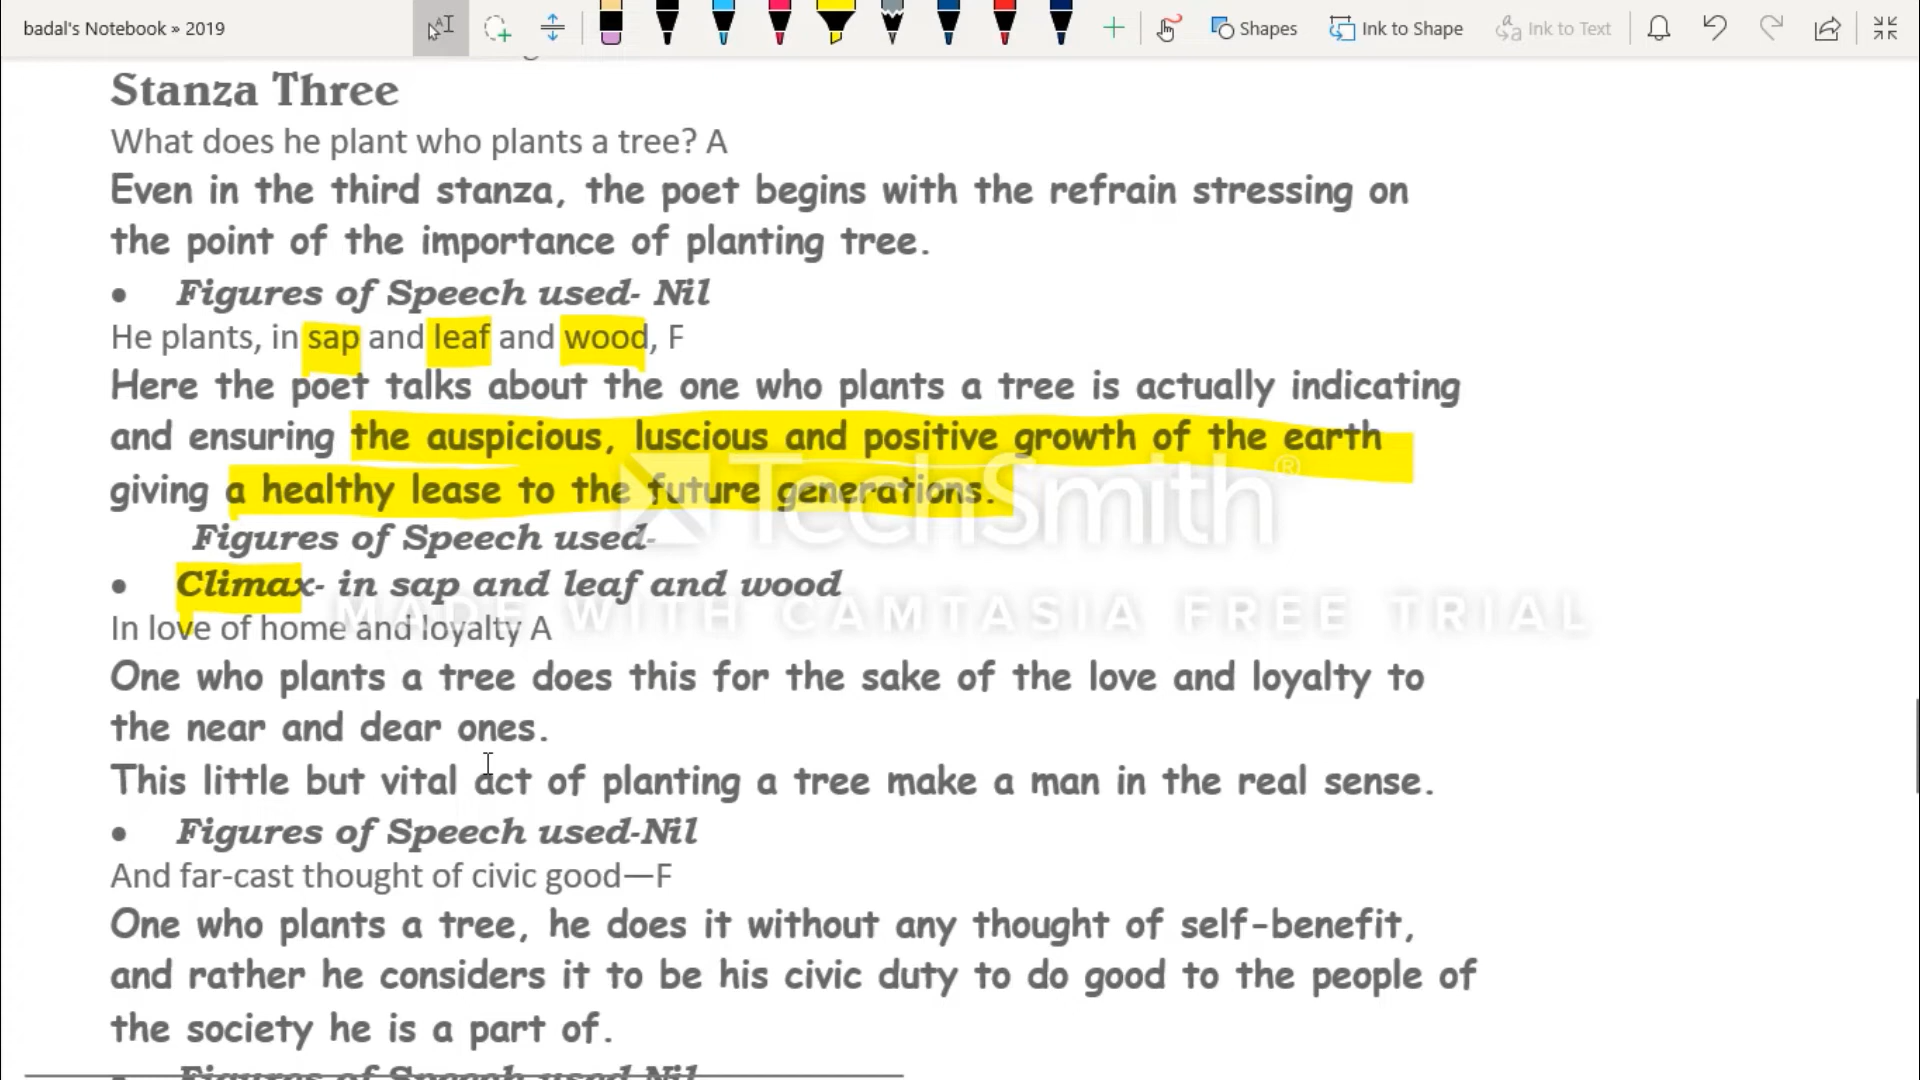 badal's Notebook » 2019
Shapes
Ink to Shape
Ink to Text
Stanza Three
What does he plant who plants a tree? A
Even in the third stanza, the poet begins with the refrain stressing on
the point of the importance of planting tree.
• Figures of Speech used- Nil
He plants, in sap and leaf and wood, F
Here the poet talks about the one who plants a tree is actually indicating
and ensuring the auspicious, luscious and positive growth of the earth
giving a healthy lease to the future generations.
TechSmith®
Figures of Speech used-
• Climax- in sap and leaf and wood
MADE WITH CAMTASIA FREE TRIAL
In love of home and loyalty A
One who plants a tree does this for the sake of the love and loyalty to
the near and dear ones.
This little but vital act of planting a tree make a man in the real sense.
• Figures of Speech used-Nil
And far-cast thought of civic good—F
One who plants a tree, he does it without any thought of self-benefit,
and rather he considers it to be his civic duty to do good to the people of
the society he is a part of.
Figures of Speech used Nil